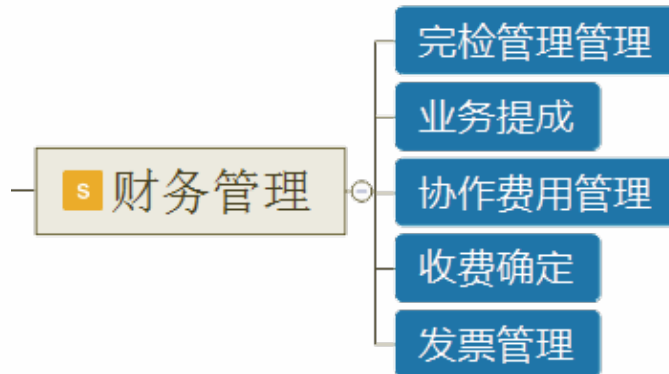 完检管理管理
业务提成
S 财务管理
协作费用管理
收费确定
发票管理